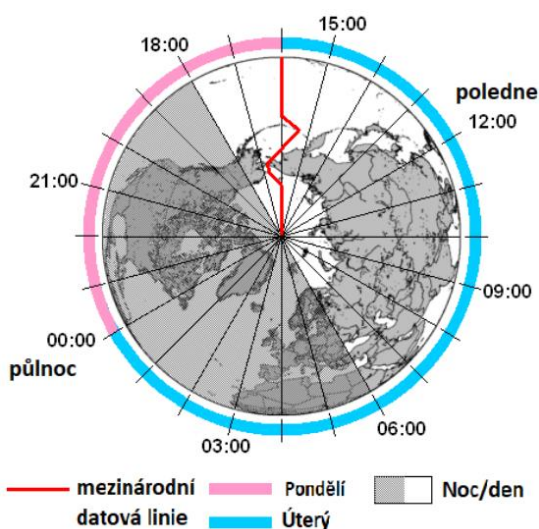 15:00
18:00
poledne
12:00
21:00
09:00
00:00
půlnoc
06:00
03:00
mezinárodní
datová linie
Pondělí
Úterý
Noc/den